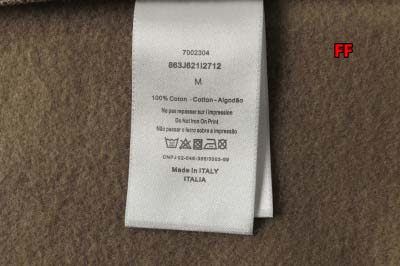 7002304
FF
863J621I2712
M
100% Coton - Cotton - Algodão
Ne pas repasser sur l impression
Do Not Iron On Print
Não passar o ferro sobre a impressão
Made In ITALY
ITALIA